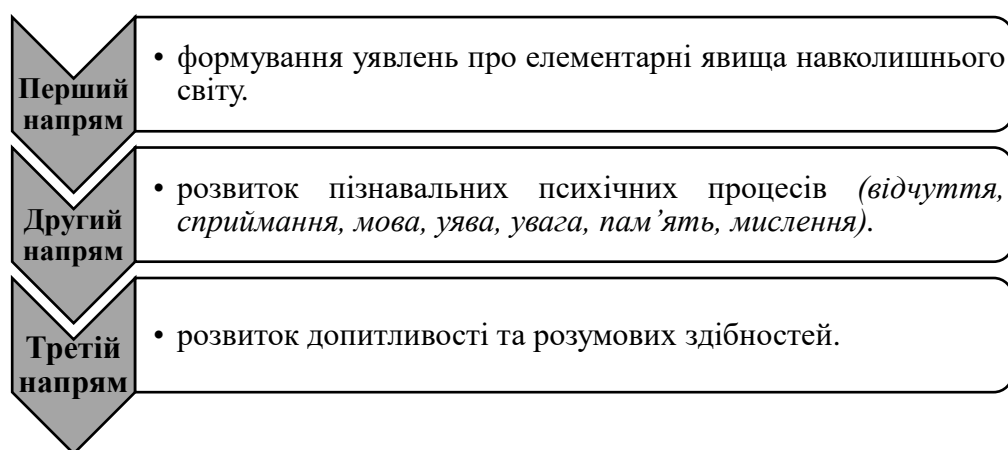 Перший
напрям
• формування уявлень про елементарні явища навколишнього
світу.
Другий
напрям
• розвиток пізнавальних психічних процесів (відчуття,
сприймання, мова, уява, увага, пам’ять, мислення).
Третій
напрям
• розвиток допитливості та розумових здібностей.